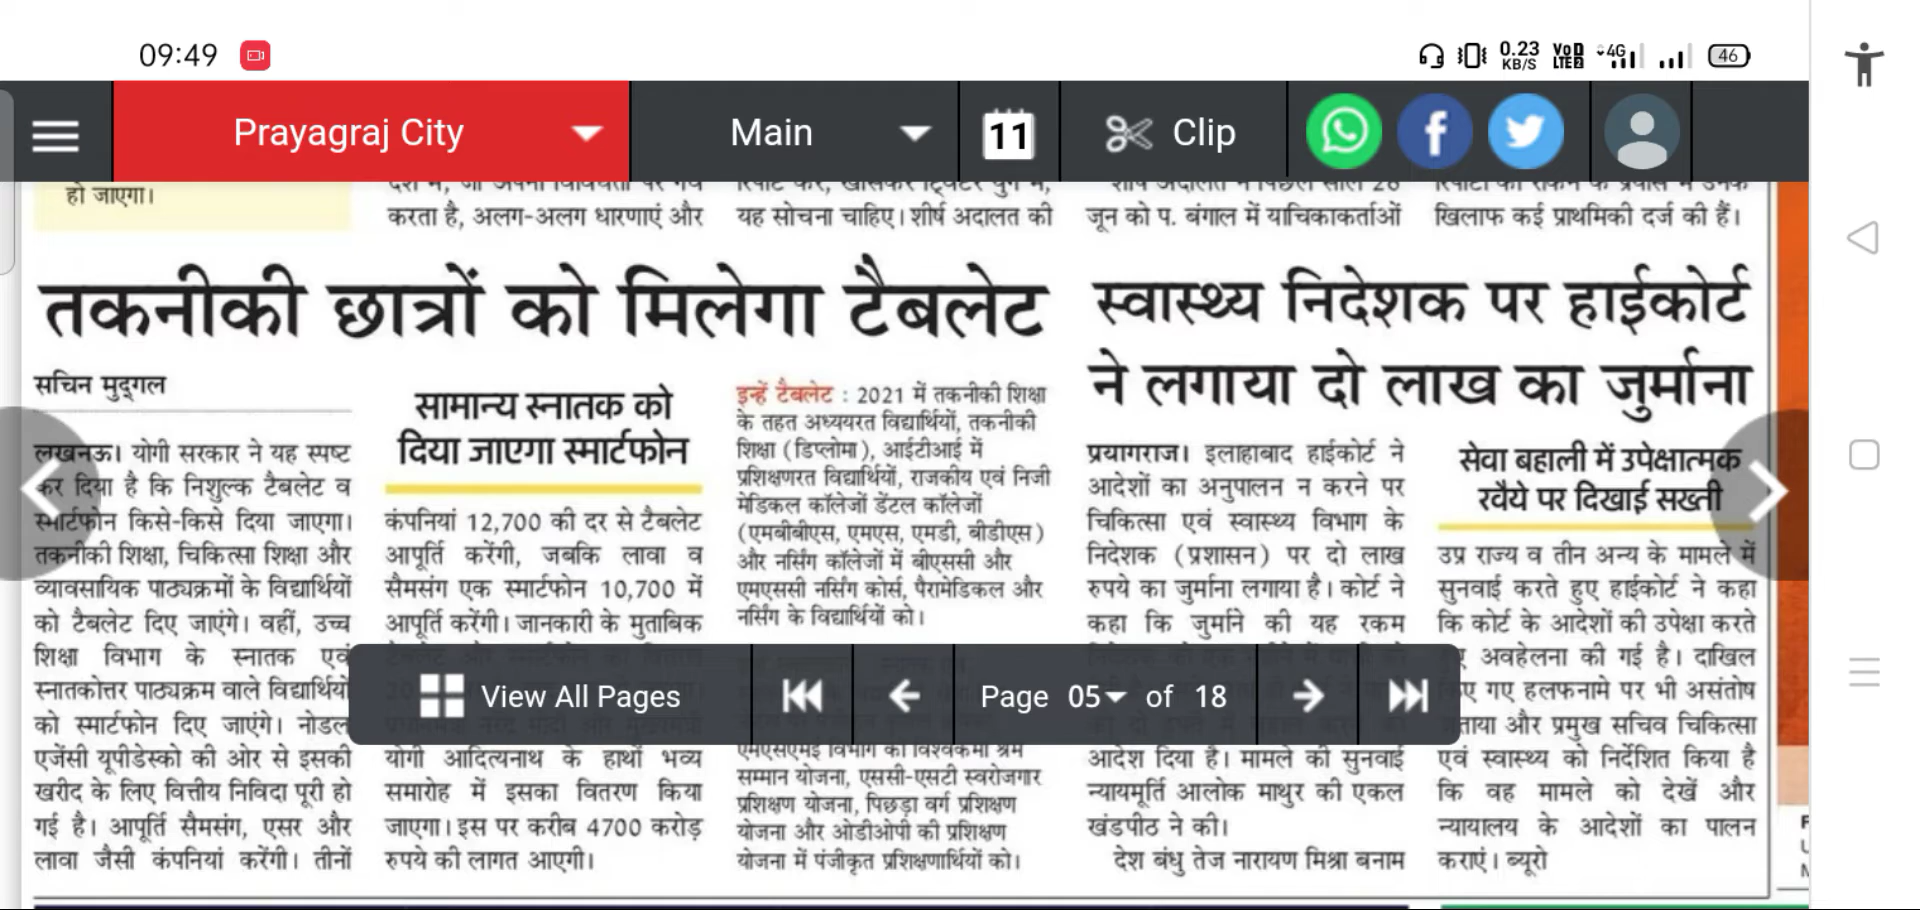 09:49
0.23 KB/S
VoD LTE2
4G
46
Prayagraj City
Main
11
Clip
हो जाएगा।
करता है, अलग-अलग धारणाएं और
यह सोचना चाहिए। शीर्ष अदालत की
जून को प. बंगाल में याचिकाकर्ताओं
खिलाफ कई प्राथमिकी दर्ज की हैं।
तकनीकी छात्रों को मिलेगा टैबलेट
सचिन मुद्गल
लखनऊ। योगी सरकार ने यह स्पष्ट
कर दिया है कि निशुल्क टैबलेट व
स्मार्टफोन किसे-किसे दिया जाएगा।
तकनीकी शिक्षा, चिकित्सा शिक्षा और
व्यावसायिक पाठ्यक्रमों के विद्यार्थियों
को टैबलेट दिए जाएंगे। वहीं, उच्च
शिक्षा विभाग के स्नातक एवं
स्नातकोत्तर पाठ्यक्रम वाले विद्यार्थियों
को स्मार्टफोन दिए जाएंगे। नोडल
एजेंसी यूपीडेस्को की ओर से इसकी
खरीद के लिए वित्तीय निविदा पूरी हो
गई है। आपूर्ति सैमसंग, एसर और
लावा जैसी कंपनियां करेंगी। तीनों
सामान्य स्नातक को
दिया जाएगा स्मार्टफोन
कंपनियां 12,700 की दर से टैबलेट
आपूर्ति करेंगी, जबकि लावा व
सैमसंग एक स्मार्टफोन 10,700 में
आपूर्ति करेंगी। जानकारी के मुताबिक
योगी आदित्यनाथ के हाथों भव्य
समारोह में इसका वितरण किया
जाएगा। इस पर करीब 4700 करोड़
रुपये की लागत आएगी।
इन्हें टैबलेट : 2021 में तकनीकी शिक्षा
के तहत अध्ययरत विद्यार्थियों, तकनीकी
शिक्षा (डिप्लोमा), आईटीआई में
प्रशिक्षणरत विद्यार्थियों, राजकीय एवं निजी
मेडिकल कॉलेजों डेंटल कॉलेजों
(एमबीबीएस, एमएस, एमडी, बीडीएस)
और नर्सिंग कॉलेजों में बीएससी और
एमएससी नर्सिंग कोर्स, पैरामेडिकल और
नर्सिंग के विद्यार्थियों को।
एमएसएमई विभाग की विश्वकर्मा श्रम
सम्मान योजना, एससी-एसटी स्वरोजगार
प्रशिक्षण योजना, पिछड़ा वर्ग प्रशिक्षण
योजना और ओडीओपी की प्रशिक्षण
योजना में पंजीकृत प्रशिक्षणार्थियों को।
स्वास्थ्य निदेशक पर हाईकोर्ट
ने लगाया दो लाख का जुर्माना
प्रयागराज। इलाहाबाद हाईकोर्ट ने
आदेशों का अनुपालन न करने पर
चिकित्सा एवं स्वास्थ्य विभाग के
निदेशक (प्रशासन) पर दो लाख
रुपये का जुर्माना लगाया है। कोर्ट ने
कहा कि जुर्माने की यह रकम
आदेश दिया है। मामले की सुनवाई
न्यायमूर्ति आलोक माथुर की एकल
खंडपीठ ने की।
देश बंधु तेज नारायण मिश्रा बनाम
सेवा बहाली में उपेक्षात्मक
रवैये पर दिखाई सख्ती
उप्र राज्य व तीन अन्य के मामले में
सुनवाई करते हुए हाईकोर्ट ने कहा
कि कोर्ट के आदेशों की उपेक्षा करते
अवहेलना की गई है। दाखिल
गए हलफनामे पर भी असंतोष
और प्रमुख सचिव चिकित्सा
एवं स्वास्थ्य को निर्देशित किया है
कि वह मामले को देखें और
न्यायालय के आदेशों का पालन
कराएं। ब्यूरो
View All Pages
Page 05 of 18